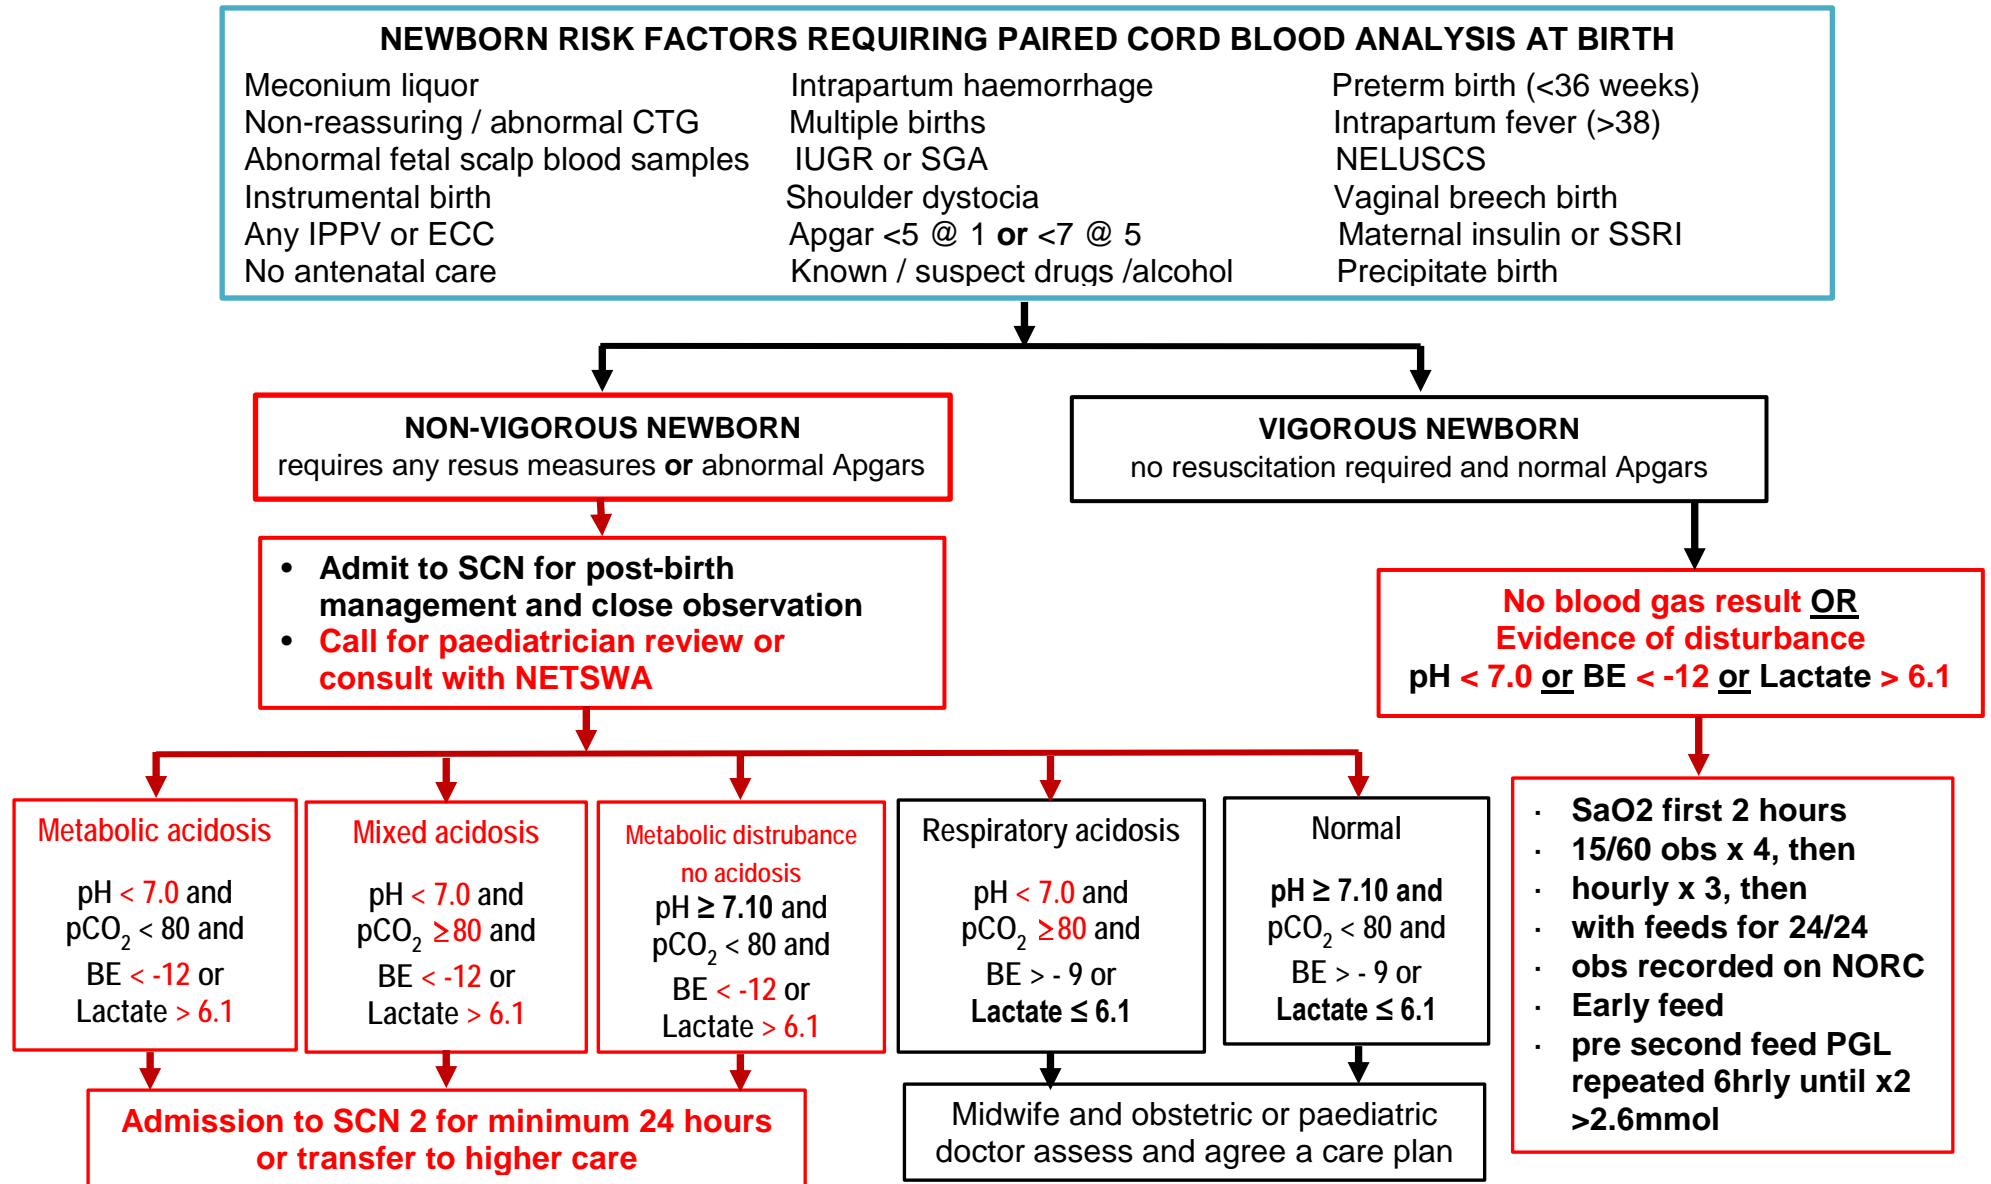 NEWBORN RISK FACTORS REQUIRING PAIRED CORD BLOOD ANALYSIS AT BIRTH
Meconium liquor
Non-reassuring / abnormal CTG
Abnormal fetal scalp blood samples
Instrumental birth
Any IPPV or ECC
No antenatal care
Intrapartum haemorrhage
Multiple births
IUGR or SGA
Shoulder dystocia
Apgar <5 @ 1 or <7 @ 5
Known / suspect drugs /alcohol
Preterm birth (<36 weeks)
Intrapartum fever (>38)
NELUSCS
Vaginal breech birth
Maternal insulin or SSRI
Precipitate birth
NON-VIGOROUS NEWBORN
requires any resus measures or abnormal Apgars
VIGOROUS NEWBORN
no resuscitation required and normal Apgars
• Admit to SCN for post-birth
management and close observation
• Call for paediatrician review or
consult with NETSWA
No blood gas result OR
Evidence of disturbance
pH < 7.0 or BE < -12 or Lactate > 6.1
Metabolic acidosis
pH < 7.0 and
pCO2 < 80 and
BE < -12 or
Lactate > 6.1
Mixed acidosis
pH < 7.0 and
pCO2 ≥80 and
BE < -12 or
Lactate > 6.1
Metabolic distrubance
no acidosis
pH ≥ 7.10 and
pCO2 < 80 and
BE < -12 or
Lactate > 6.1
Respiratory acidosis
pH < 7.0 and
pCO2 ≥80 and
BE > - 9 or
Lactate ≤ 6.1
Normal
pH ≥ 7.10 and
pCO2 < 80 and
BE > - 9 or
Lactate ≤ 6.1
· SaO2 first 2 hours
· 15/60 obs x 4, then
· hourly x 3, then
· with feeds for 24/24
· obs recorded on NORC
· Early feed
· pre second feed PGL
repeated 6hrly until x2
>2.6mmol
Admission to SCN 2 for minimum 24 hours
or transfer to higher care
Midwife and obstetric or paediatric
doctor assess and agree a care plan